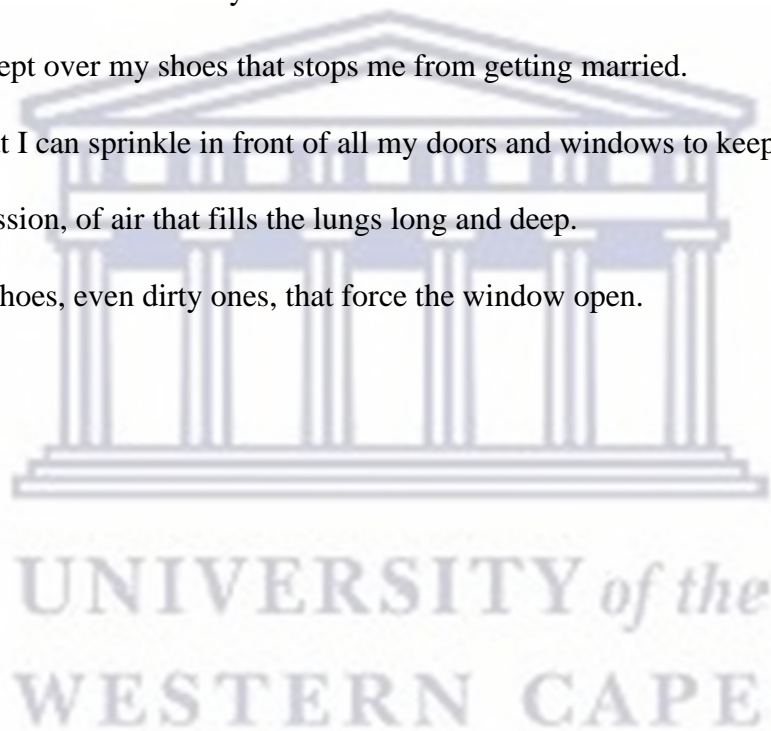 ept over my shoes that stops me from getting married.
t I can sprinkle in front of all my doors and windows to keep
ssion, of air that fills the lungs long and deep.
hoes, even dirty ones, that force the window open.
UNIVERSITY of the
WESTERN CAPE